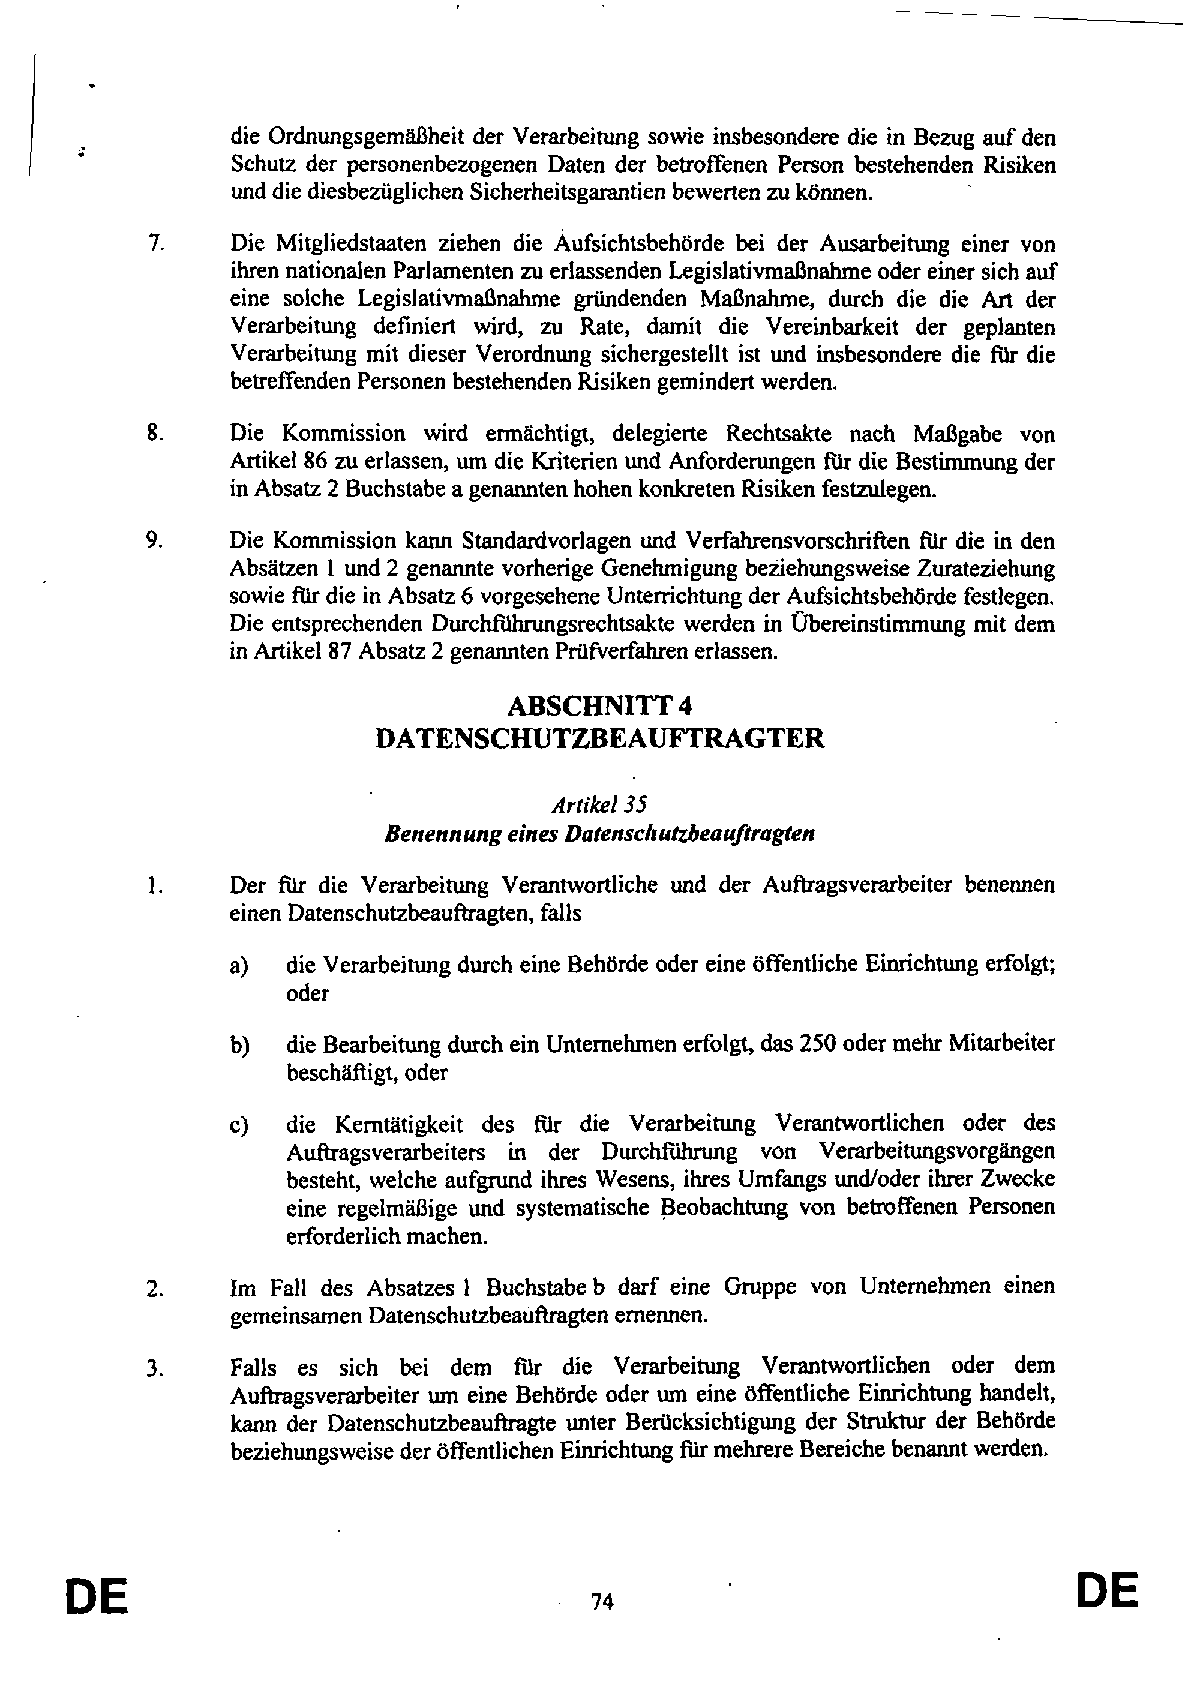 die Ordnungsgemäßheit der Verarbeitung sowie insbesondere die in Bezug auf den
Schutz der personenbezogenen Daten der betroffenen Person bestehenden Risiken
und die diesbezüglichen Sicherheitsgarantien bewerten zu können.
7. Die Mitgliedstaaten ziehen die Aufsichtsbehörde bei der Ausarbeitung einer von
ihren nationalen Parlamenten zu erlassenden Legislativmaßnahme oder einer sich auf
eine solche Legislativmaßnahme gründenden Maßnahme, durch die die Art der
Verarbeitung definiert wird, zu Rate, damit die Vereinbarkeit der geplanten
Verarbeitung mit dieser Verordnung sichergestellt ist und insbesondere die für die
betreffenden Personen bestehenden Risiken gemindert werden.
8. Die Kommission wird ermächtigt, delegierte Rechtsakte nach Maßgabe von
Artikel 86 zu erlassen, um die Kriterien und Anforderungen für die Bestimmung der
in Absatz 2 Buchstabe a genannten hohen konkreten Risiken festzulegen.
9. Die Kommission kann Standardvorlagen und Verfahrensvorschriften für die in den
Absätzen 1 und 2 genannte vorherige Genehmigung beziehungsweise Zurateziehung
sowie für die in Absatz 6 vorgesehene Unterrichtung der Aufsichtsbehörde festlegen.
Die entsprechenden Durchführungsrechtsakte werden in Übereinstimmung mit dem
in Artikel 87 Absatz 2 genannten Prüfverfahren erlassen.
ABSCHNITT 4
DATENSCHUTZBEAUFTRAGTER
Artikel 35
Benennung eines Datenschutzbeauftragten
1. Der für die Verarbeitung Verantwortliche und der Auftragsverarbeiter benennen
einen Datenschutzbeauftragten, falls
a) die Verarbeitung durch eine Behörde oder eine öffentliche Einrichtung erfolgt;
oder
b) die Bearbeitung durch ein Unternehmen erfolgt, das 250 oder mehr Mitarbeiter
beschäftigt, oder
c) die Kerntätigkeit des für die Verarbeitung Verantwortlichen oder des
Auftragsverarbeiters in der Durchführung von Verarbeitungsvorgängen
besteht, welche aufgrund ihres Wesens, ihres Umfangs und/oder ihrer Zwecke
eine regelmäßige und systematische Beobachtung von betroffenen Personen
erforderlich machen.
2. Im Fall des Absatzes 1 Buchstabe b darf eine Gruppe von Unternehmen einen
gemeinsamen Datenschutzbeauftragten ernennen.
3. Falls es sich bei dem für die Verarbeitung Verantwortlichen oder dem
Auftragsverarbeiter um eine Behörde oder um eine öffentliche Einrichtung handelt,
kann der Datenschutzbeauftragte unter Berücksichtigung der Struktur der Behörde
beziehungsweise der öffentlichen Einrichtung für mehrere Bereiche benannt werden.
DE 74 DE